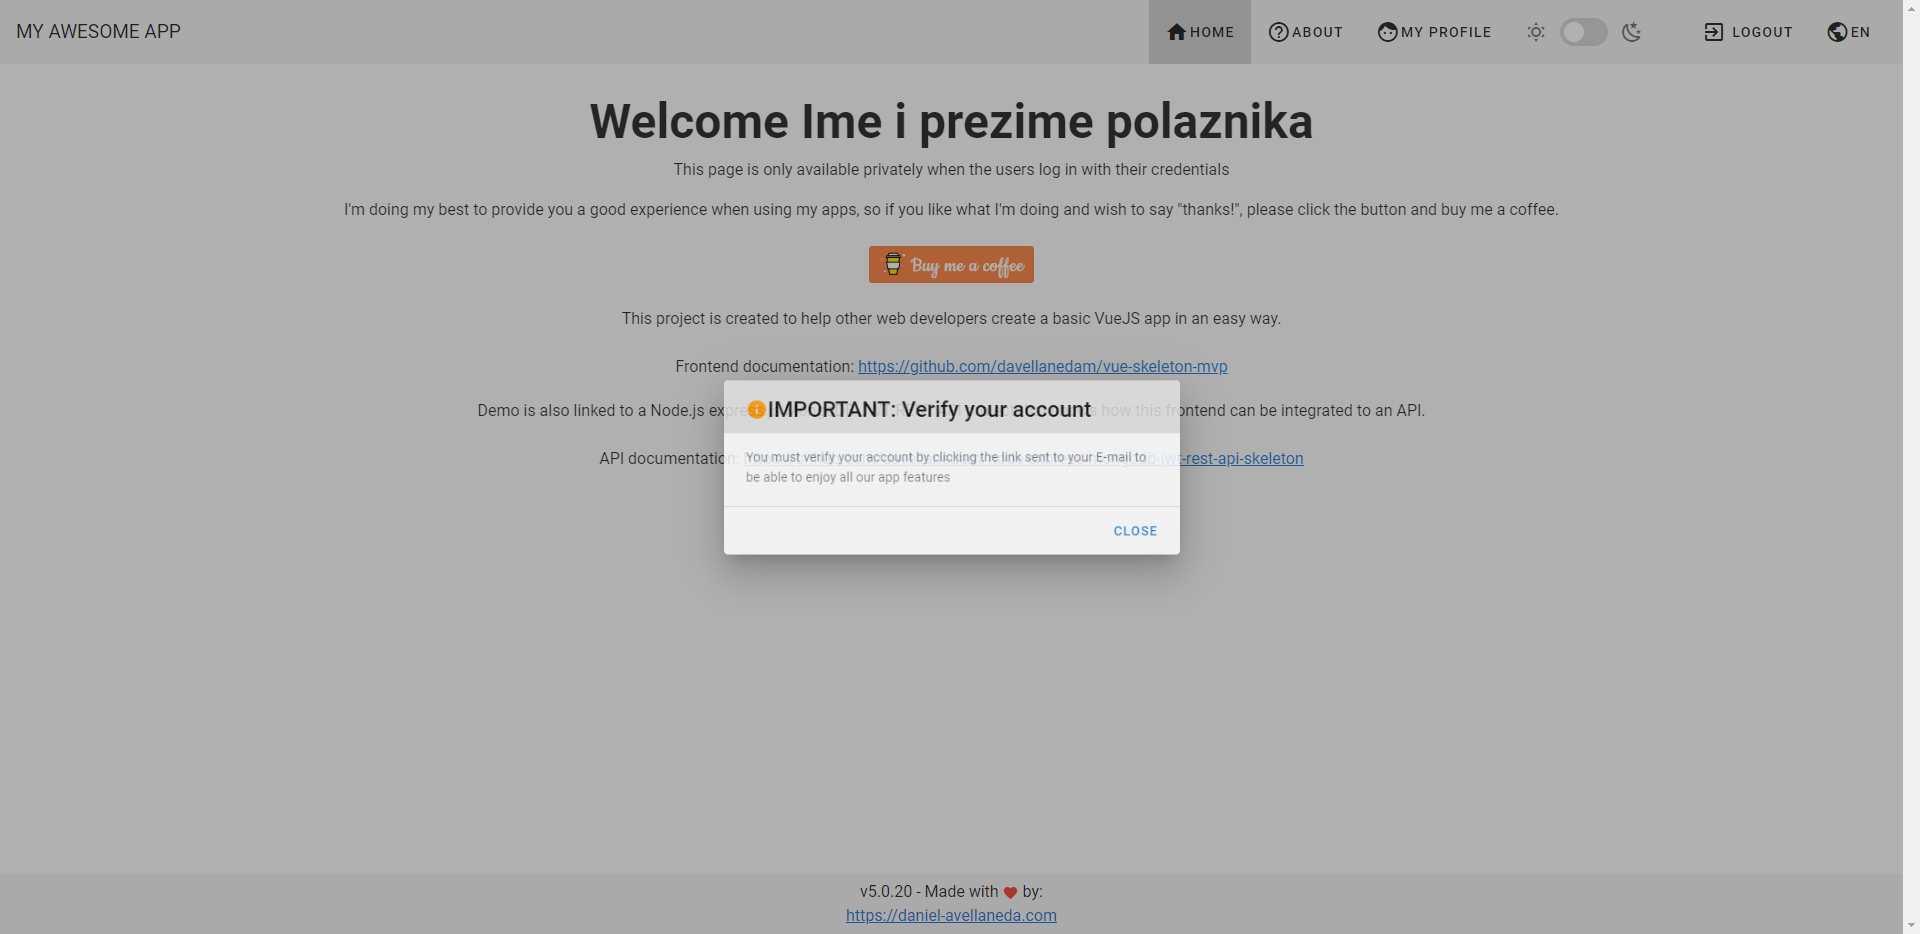 MY AWESOME APP
HOME
ABOUT
MY PROFILE
LOGOUT
EN
Welcome Ime i prezime polaznika
This page is only available privately when the users log in with their credentials
I'm doing my best to provide you a good experience when using my apps, so if you like what I'm doing and wish to say "thanks!", please click the button and buy me a coffee.
Buy me a coffee
This project is created to help other web developers create a basic VueJS app in an easy way.
Frontend documentation: https://github.com/davellanedam/vue-skeleton-mvp
Demo is also linked to a Node.js how this frontend can be integrated to an API.
IMPORTANT: Verify your account
API documentation: -jwt-rest-api-skeleton
You must verify your account by clicking the link sent to your E-mail to
be able to enjoy all our app features
CLOSE
v5.0.20 - Made with by:
https://daniel-avellaneda.com